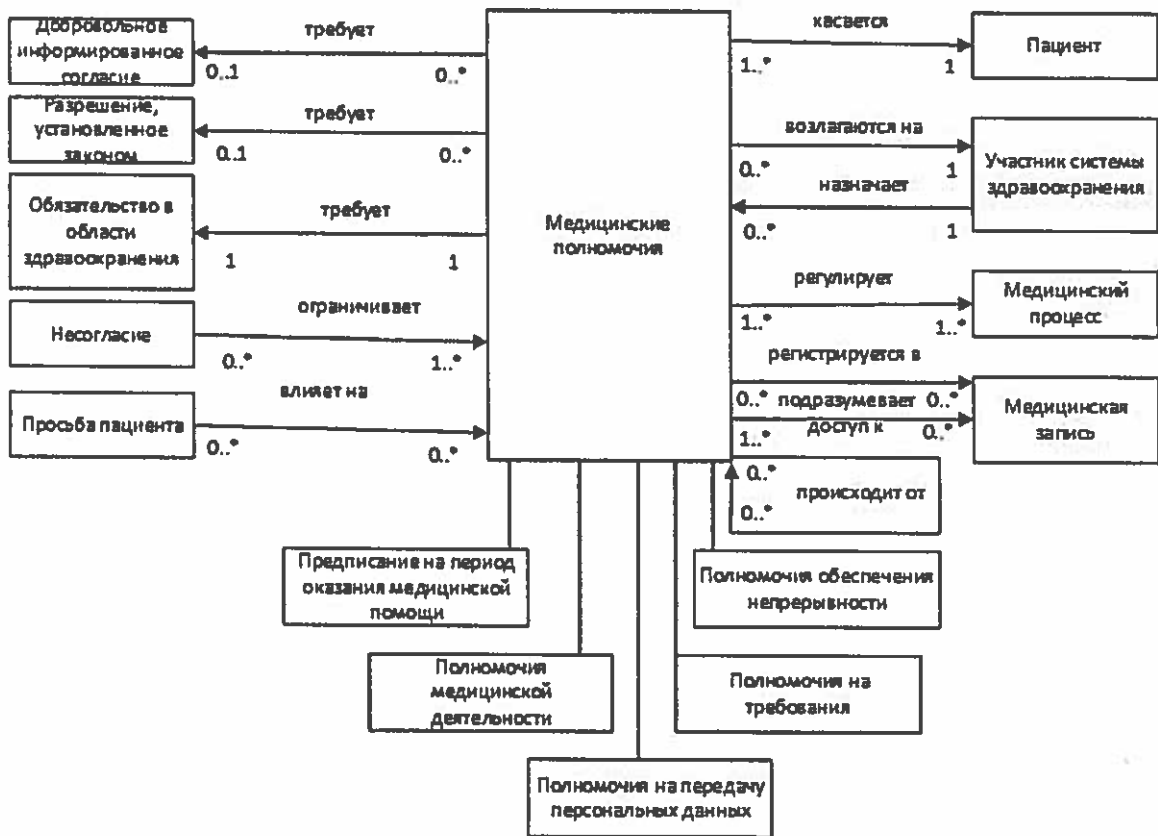 Добровольное
информированное
согласие
требует
0..1
0..*
Разрешение,
установленное
законом
требует
0..1
0..*
Обязательство в
области
здравоохранения
требует
1
1
Несогласие
ограничивает
0..*
1..*
Просьба пациента
влияет на
0..*
0..*
Медицинские
полномочия
касается
1..*
1
Пациент
возлагаются на
0..*
1
назначает
0..*
1
Участник системы
здравоохранения
регулирует
1..*
1..*
Медицинский
процесс
регистрируется в
0..*
0..*
подразумевает
доступ к
1..*
0..*
Медицинская
запись
0..*
происходит от
0..*
Предписание на период
оказания медицинской
помощи
Полномочия обеспечения
непрерывности
Полномочия
медицинской
деятельности
Полномочия на
требования
Полномочия на передачу
персональных данных